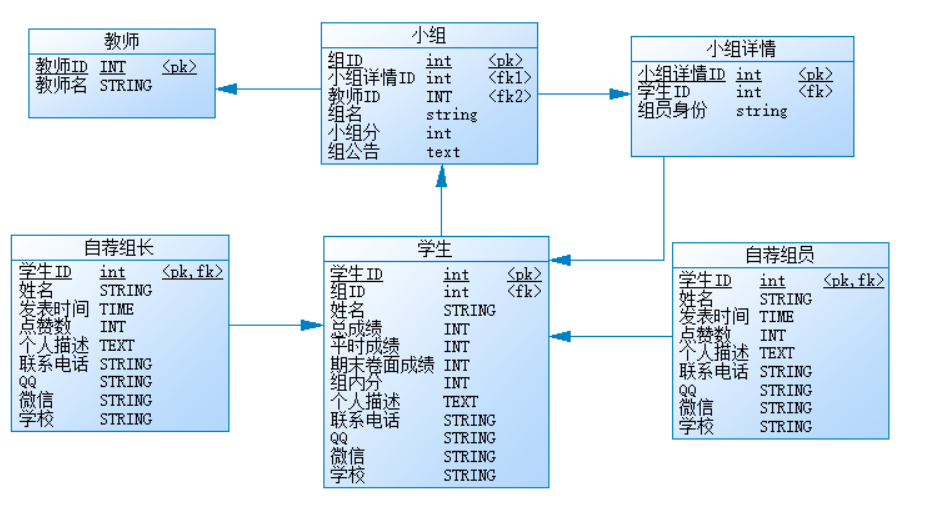 教师
教师ID INT <pk>
教师名 STRING
小组
组ID int <pk>
小组详情ID int <fk1>
教师ID INT <fk2>
组名 string
小组分 int
组公告 text
小组详情
小组详情ID int <pk>
学生ID int <fk>
组员身份 string
自荐组长
学生ID int <pk,fk>
姓名 STRING
发表时间 TIME
点赞数 INT
个人描述 TEXT
联系电话 STRING
QQ STRING
微信 STRING
学校 STRING
学生
学生ID int <pk>
组ID int <fk>
姓名 STRING
总成绩 INT
平时成绩 INT
期末卷面成绩 INT
组内分 INT
个人描述 TEXT
联系电话 STRING
QQ STRING
微信 STRING
学校 STRING
自荐组员
学生ID int <pk,fk>
姓名 STRING
发表时间 TIME
点赞数 INT
个人描述 TEXT
联系电话 STRING
QQ STRING
微信 STRING
学校 STRING